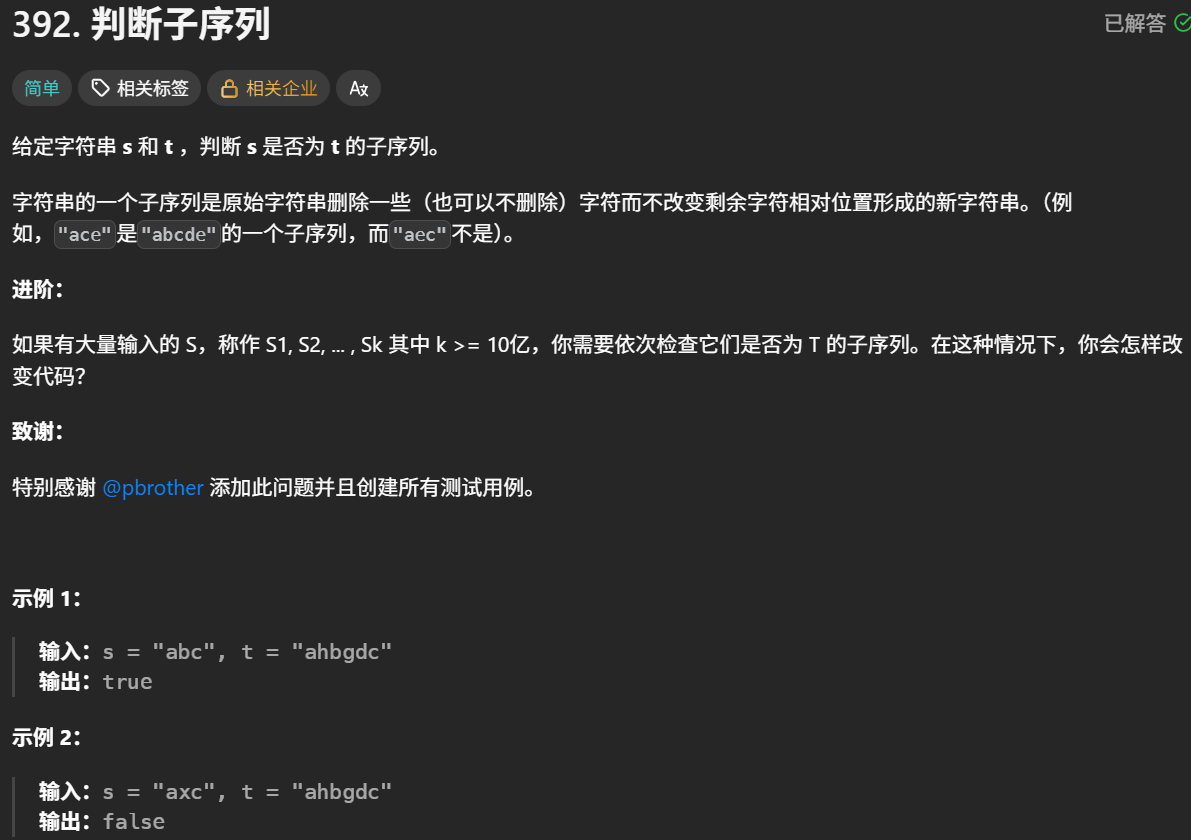 392. 判断子序列
已解答
简单 相关标签 相关企业 Ax
给定字符串 s 和 t ，判断 s 是否为 t 的子序列。
字符串的一个子序列是原始字符串删除一些（也可以不删除）字符而不改变剩余字符相对位置形成的新字符串。（例
如，"ace"是"abcde"的一个子序列，而"aec"不是）。
进阶：
如果有大量输入的 S，称作 S1, S2, ... , Sk 其中 k >= 10亿，你需要依次检查它们是否为 T 的子序列。在这种情况下，你会怎样改
变代码？
致谢：
特别感谢 @pbrother 添加此问题并且创建所有测试用例。
示例 1：
输入：s = "abc", t = "ahbgdc"
输出：true
示例 2：
输入：s = "axc", t = "ahbgdc"
输出：false